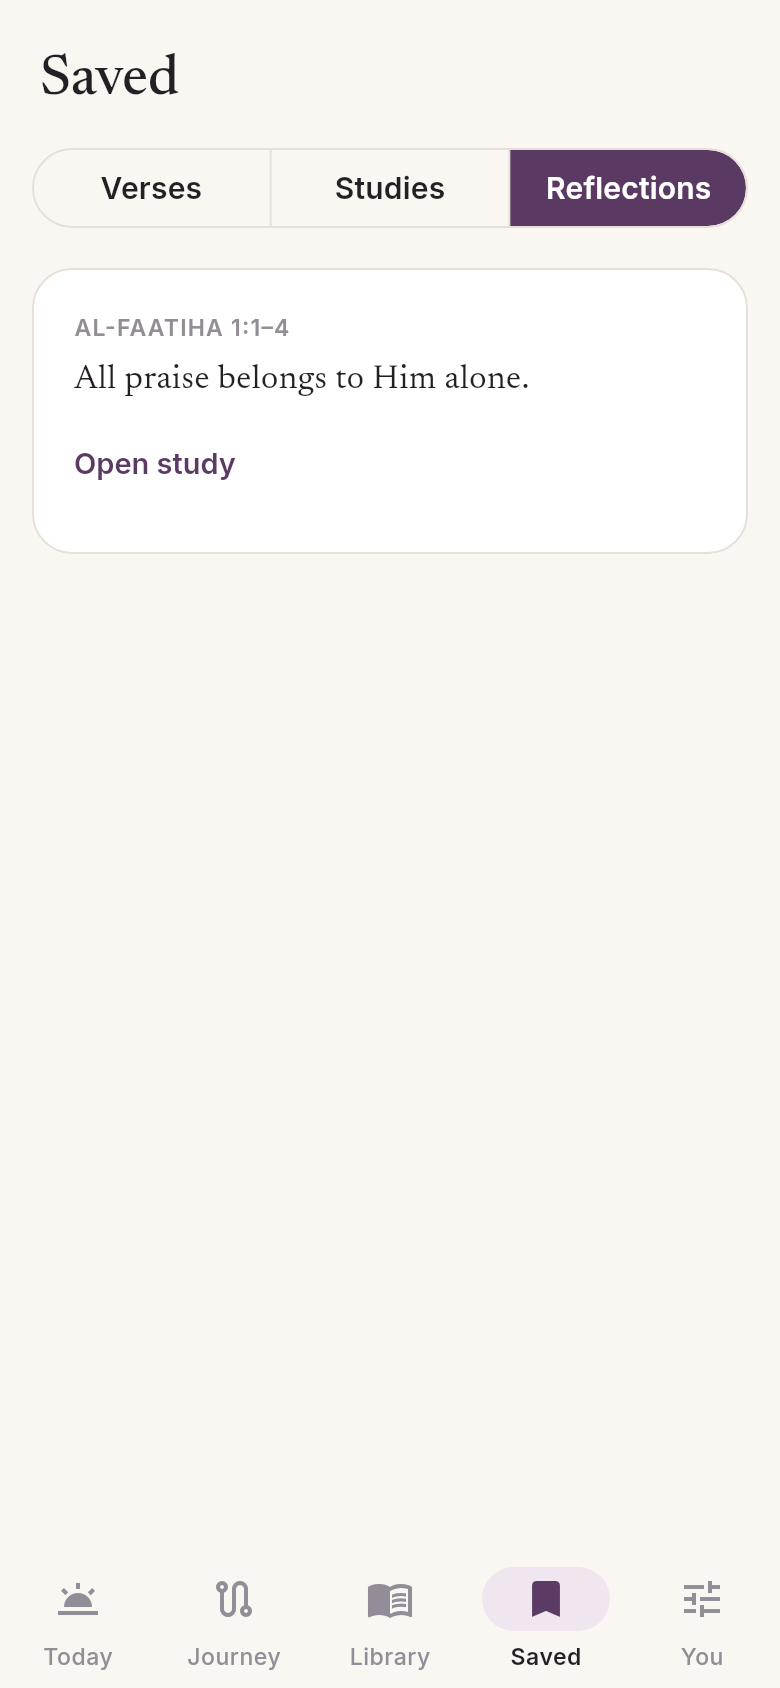 Saved
Verses
Studies
Reflections
AL-FAATIHA 1:1–4
All praise belongs to Him alone.
Open study
Today
Journey
Library
Saved
You